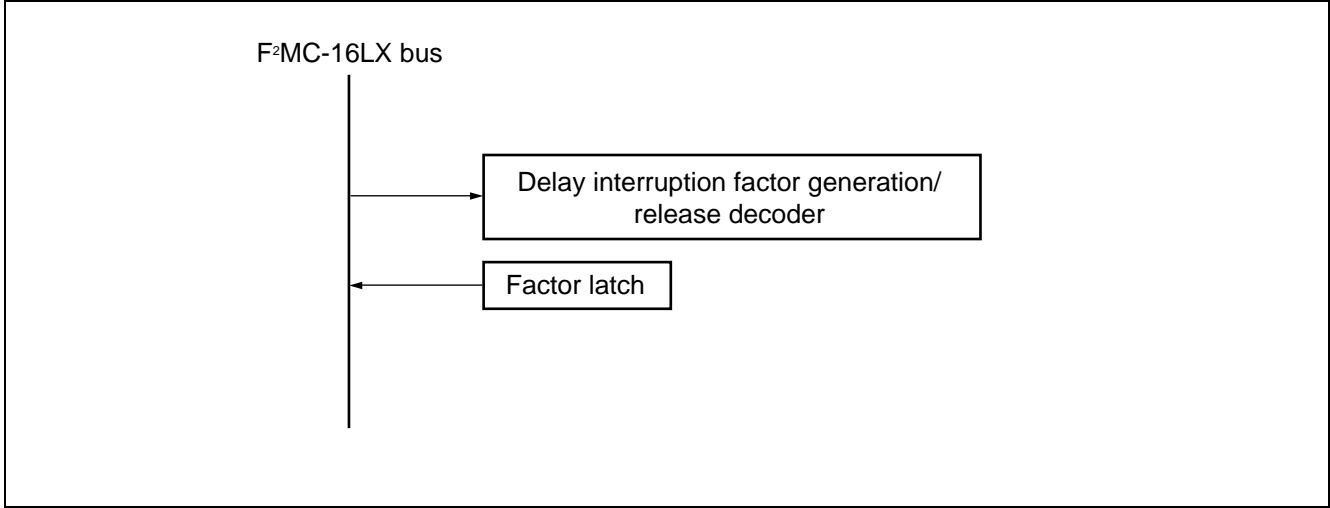 F²MC-16LX bus
Delay interruption factor generation/
release decoder
Factor latch